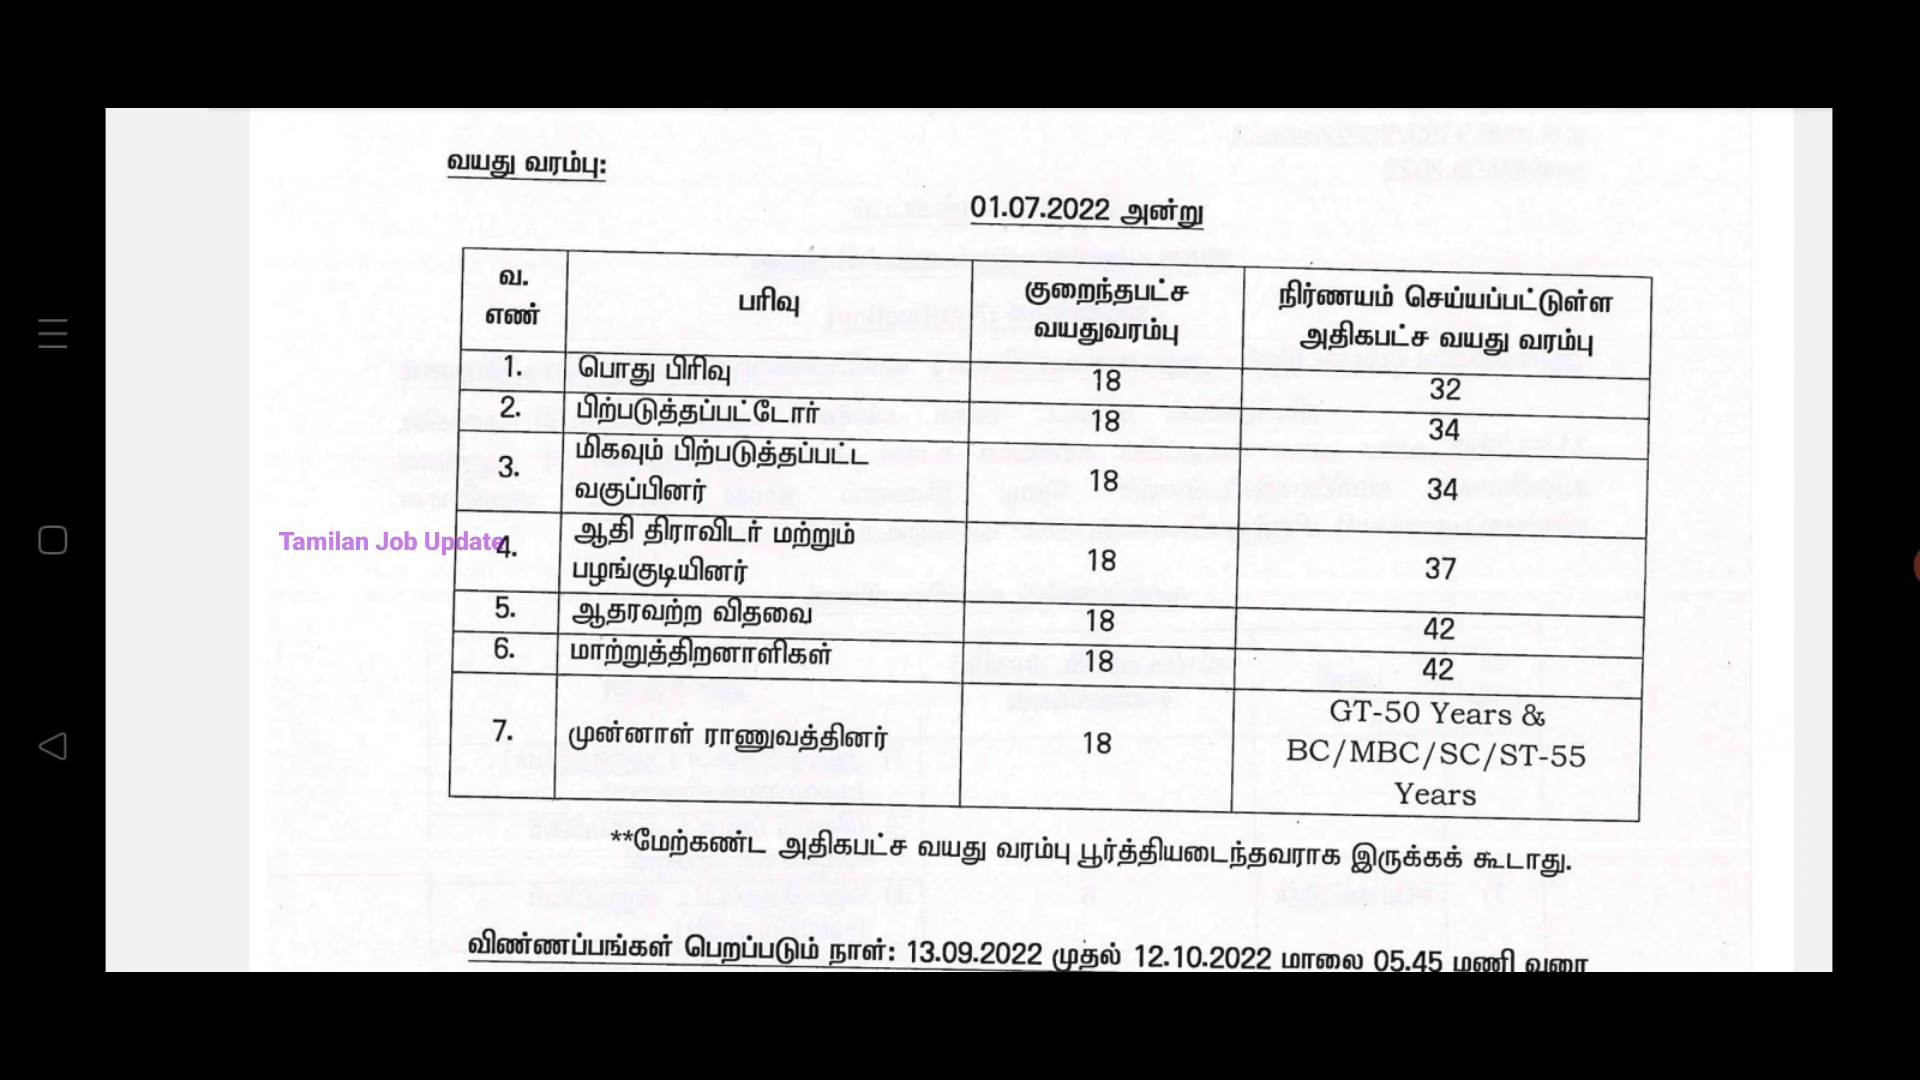 வயது வரம்பு:
01.07.2022 அன்று
வ. எண் பரிவு குறைந்தபட்ச வயதுவரம்பு நிர்ணயம் செய்யப்பட்டுள்ள அதிகபட்ச வயது வரம்பு
1. பொது பிரிவு 18 32
2. பிற்படுத்தப்பட்டோர் 18 34
3. மிகவும் பிற்படுத்தப்பட்ட வகுப்பினர் 18 34
Tamilan Job Update
4. ஆதி திராவிடர் மற்றும் பழங்குடியினர் 18 37
5. ஆதரவற்ற விதவை 18 42
6. மாற்றுத்திறனாளிகள் 18 42
7. முன்னாள் ராணுவத்தினர் 18 GT-50 Years & BC/MBC/SC/ST-55 Years
**மேற்கண்ட அதிகபட்ச வயது வரம்பு பூர்த்தியடைந்தவராக இருக்கக் கூடாது.
விண்ணப்பங்கள் பெறப்படும் நாள்: 13.09.2022 முதல் 12.10.2022 மாலை 05.45 மணி வரை